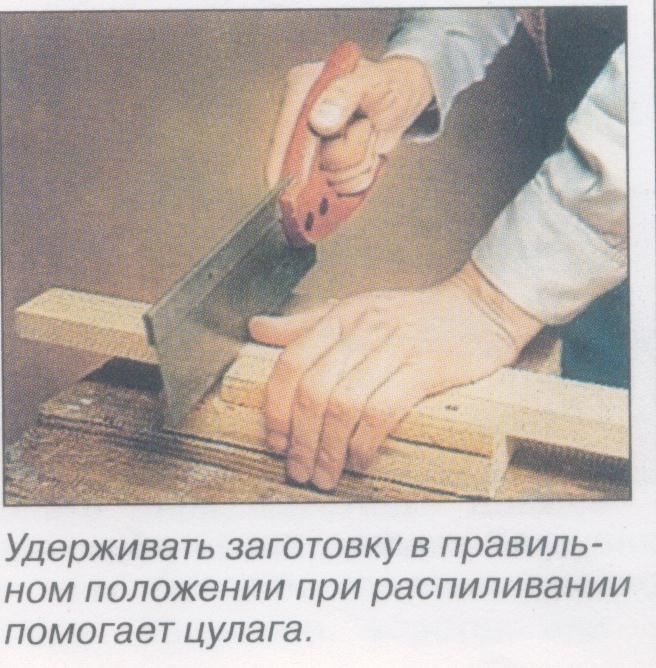 Удерживать заготовку в правиль-
ном положении при распиливании
помогает цулага.